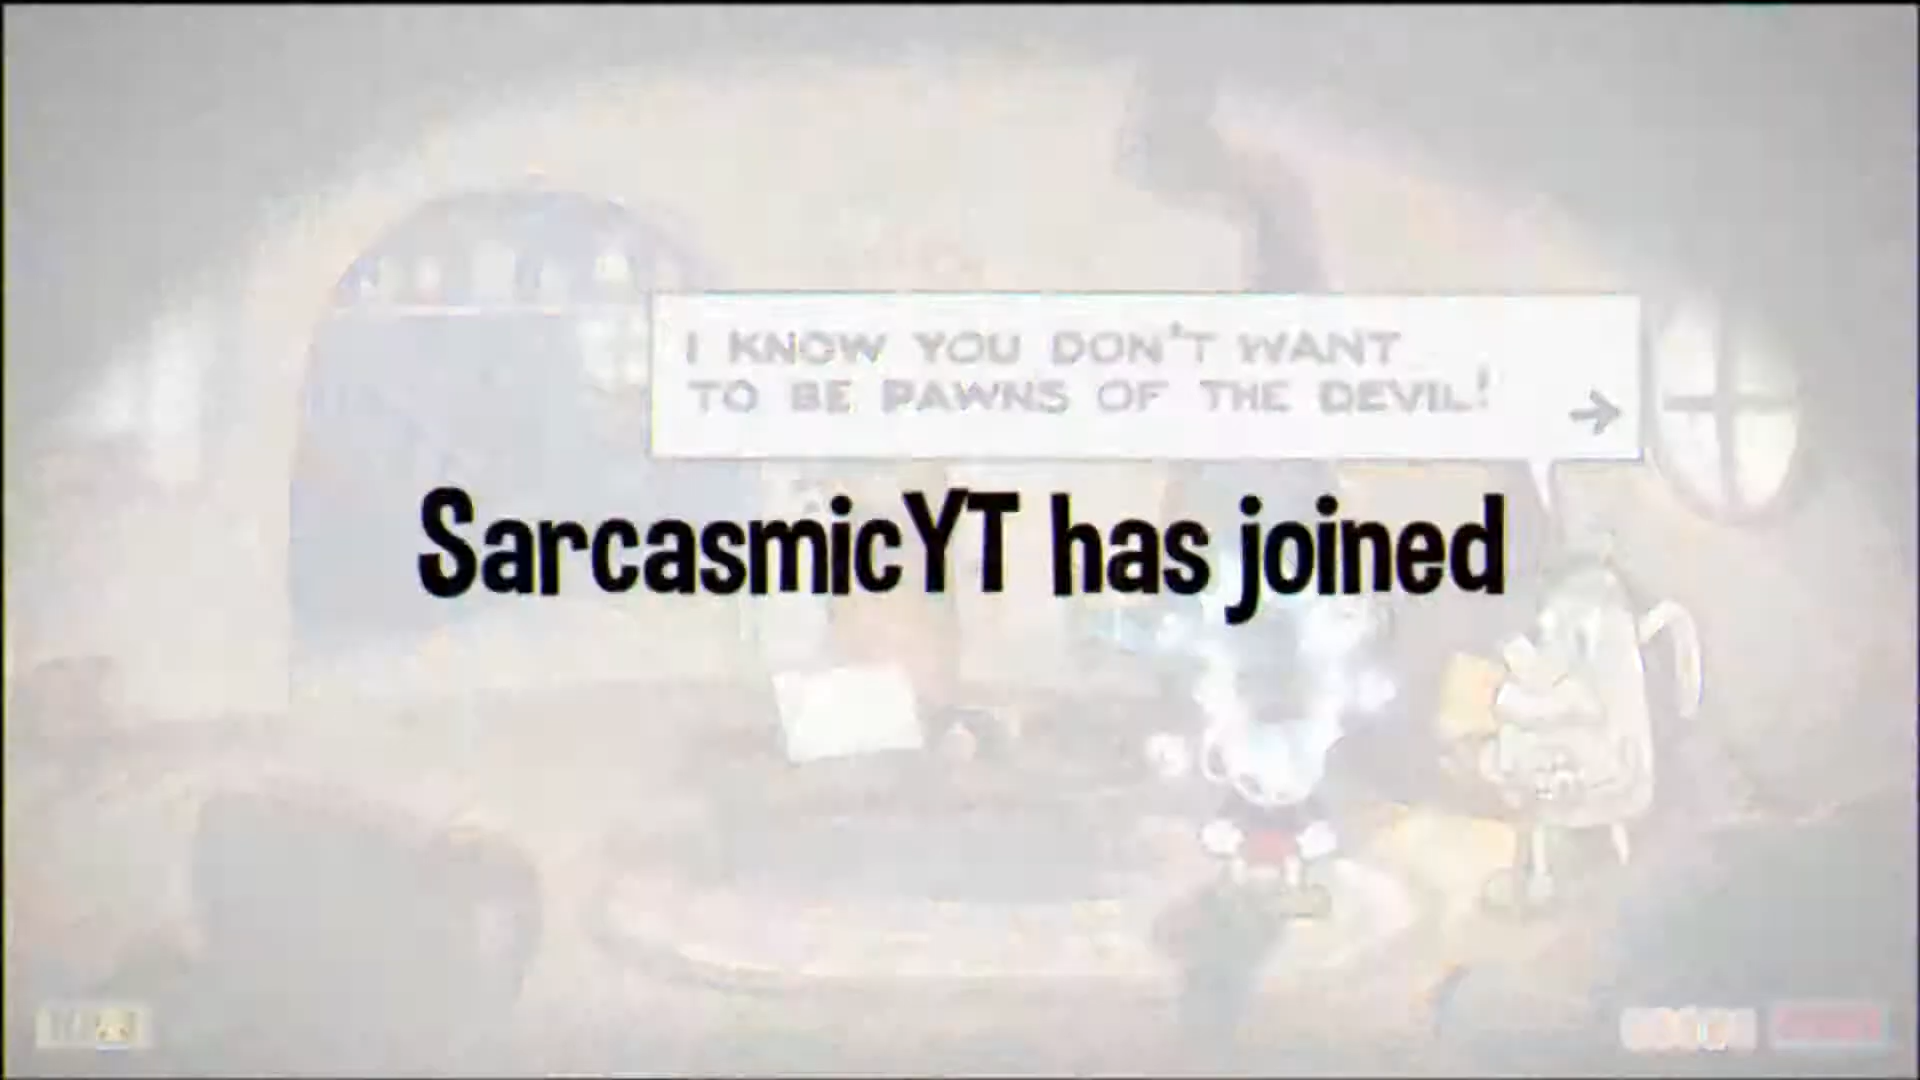 I KNOW YOU DON'T WANT
TO BE PAWNS OF THE DEVIL!
SarcasmicYT has joined